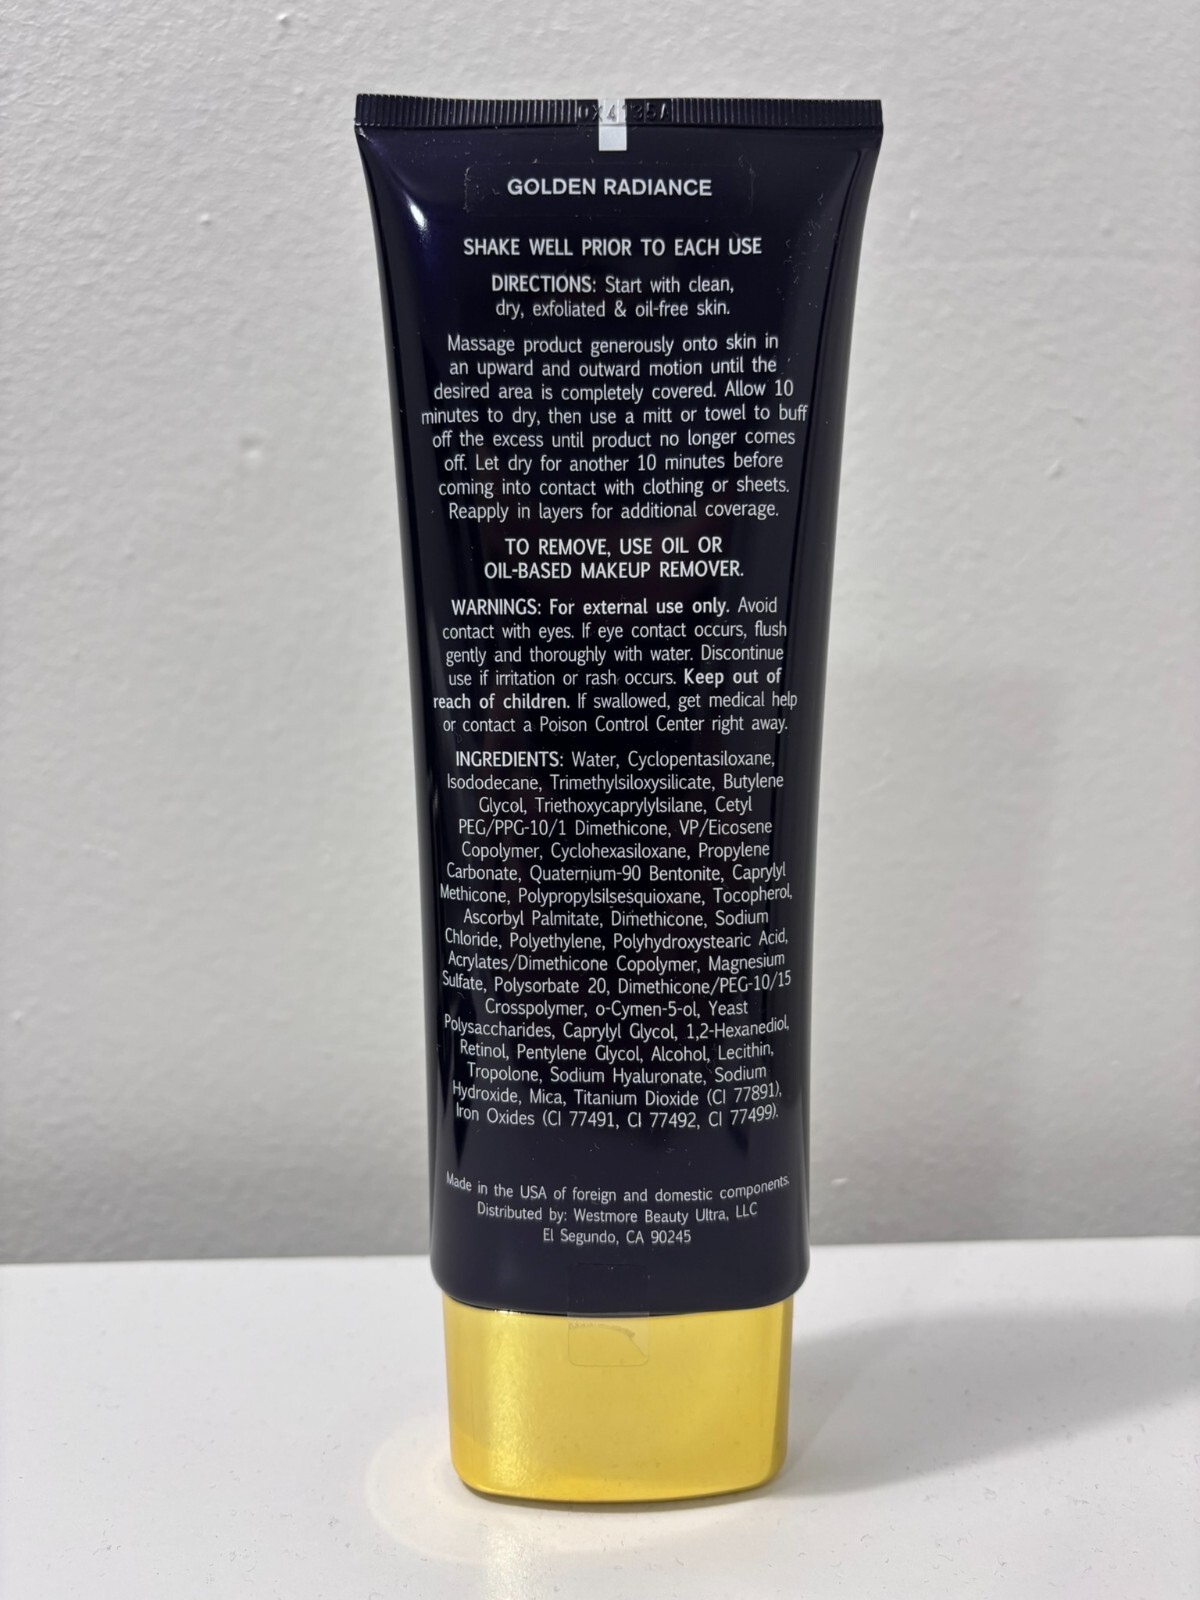 GOLDEN RADIANCE
SHAKE WELL PRIOR TO EACH USE
DIRECTIONS: Start with clean,
dry, exfoliated & oil-free skin.
Massage product generously onto skin in
an upward and outward motion until the
desired area is completely covered. Allow 10
minutes to dry, then use a mitt or towel to buff
off the excess until product no longer comes
off. Let dry for another 10 minutes before
coming into contact with clothing or sheets.
Reapply in layers for additional coverage.
TO REMOVE, USE OIL OR
OIL-BASED MAKEUP REMOVER.
WARNINGS: For external use only. Avoid
contact with eyes. If eye contact occurs, flush
gently and thoroughly with water. Discontinue
use if irritation or rash occurs. Keep out of
reach of children. If swallowed, get medical help
or contact a Poison Control Center right away.
INGREDIENTS: Water, Cyclopentasiloxane,
Isododecane, Trimethylsiloxysilicate, Butylene
Glycol, Triethoxycaprylylsilane, Cetyl
PEG/PPG-10/1 Dimethicone, VP/Eicosene
Copolymer, Cyclohexasiloxane, Propylene
Carbonate, Quaternium-90 Bentonite, Caprylyl
Methicone, Polypropylsilsesquioxane, Tocopherol,
Ascorbyl Palmitate, Dimethicone, Sodium
Chloride, Polyethylene, Polyhydroxystearic Acid,
Acrylates/Dimethicone Copolymer, Magnesium
Sulfate, Polysorbate 20, Dimethicone/PEG-10/15
Crosspolymer, o-Cymen-5-ol, Yeast
Polysaccharides, Caprylyl Glycol, 1,2-Hexanediol,
Retinol, Pentylene Glycol, Alcohol, Lecithin,
Tropolone, Sodium Hyaluronate, Sodium
Hydroxide, Mica, Titanium Dioxide (CI 77891),
Iron Oxides (CI 77491, CI 77492, CI 77499).
Made in the USA of foreign and domestic components.
Distributed by: Westmore Beauty Ultra, LLC
El Segundo, CA 90245